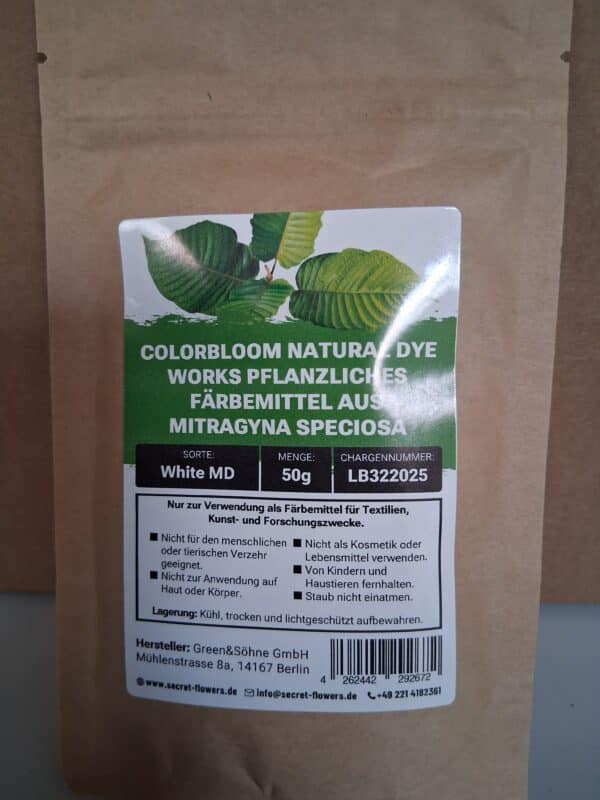 COLORBLOOM NATURAL DYE
WORKS PFLANZLICHES
FÄRBEMITTEL AUS
MITRAGYNA SPECIOSA
SORTE:
White MD
MENGE:
50g
CHARGENNUMMER:
LB322025
Nur zur Verwendung als Färbemittel für Textilien,
Kunst- und Forschungszwecke.
Nicht für den menschlichen
oder tierischen Verzehr
geeignet.
Nicht zur Anwendung auf
Haut oder Körper.
Nicht als Kosmetik oder
Lebensmittel verwenden.
Von Kindern und
Haustieren fernhalten.
Staub nicht einatmen.
Lagerung: Kühl, trocken und lichtgeschützt aufbewahren.
Hersteller: Green&Söhne GmbH
Mühlenstrasse 8a, 14167 Berlin
4 262442 292672
www.secret-flowers.de info@secret-flowers.de +49 221 4182361